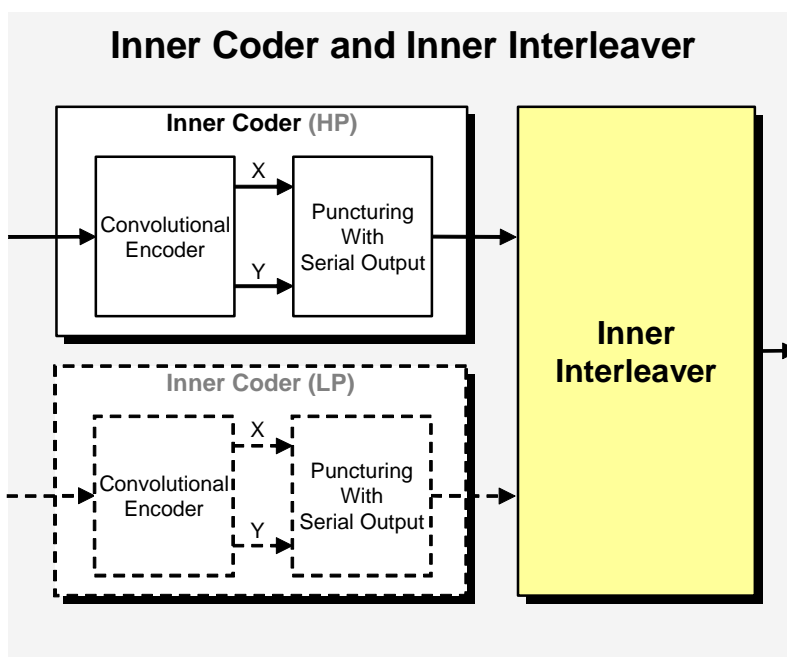 Inner Coder and Inner Interleaver
Inner Coder (HP)
Convolutional
Encoder
X
Y
Puncturing
With
Serial Output
Inner
Interleaver
Inner Coder (LP)
Convolutional
Encoder
X
Y
Puncturing
With
Serial Output